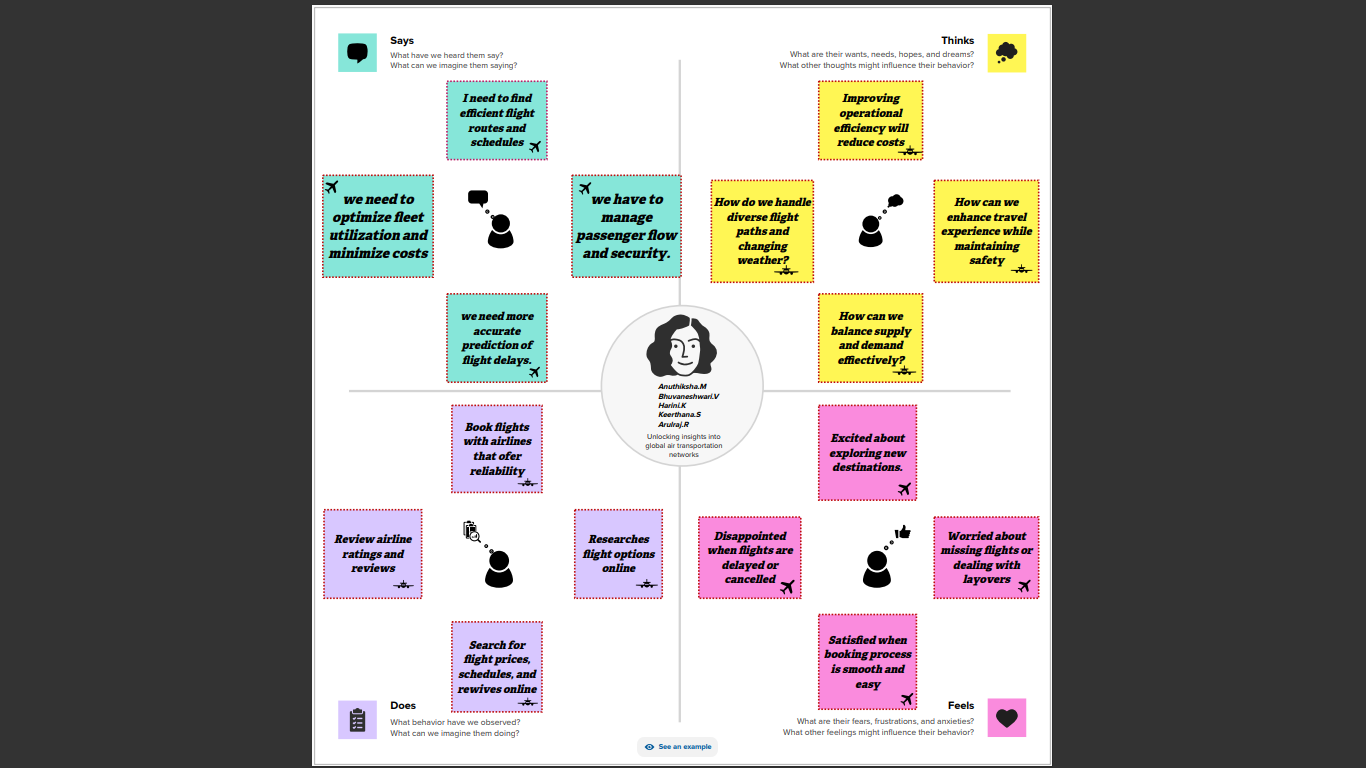 Says
What have we heard them say?
What can we imagine them saying?
Thinks
What are their wants, needs, hopes, and dreams?
What other thoughts might influence their behavior?
I need to find
efficient flight
routes and
schedules
Improving
operational
efficiency will
reduce costs
we need to
optimize fleet
utilization and
minimize costs
we have to
manage
passenger flow
and security.
How do we handle
diverse flight
paths and
changing
weather?
How can we
enhance travel
experience while
maintaining
safety
we need more
accurate
prediction of
flight delays.
How can we
balance supply
and demand
effiectively?
Anuthiksha.M
Bhuvaneshwari.V
Harini.K
Keerthana.S
Arulraj.R
Unlocking insights into
global air transportation
networks
Book flights
with airlines
that ofer
reliability
Excited about
exploring new
destinations.
Review airline
ratings and
reviews
Researches
flight options
online
Disappointed
when flights are
delayed or
cancelled
Worried about
missing flights or
dealing with
layovers
Search for
flight prices,
schedules, and
rewives online
Satisfied when
booking process
is smooth and
easy
Does
What behavior have we observed?
What can we imagine them doing?
Feels
What are their fears, frustrations, and anxieties?
What other feelings might influence their behavior?
See an example